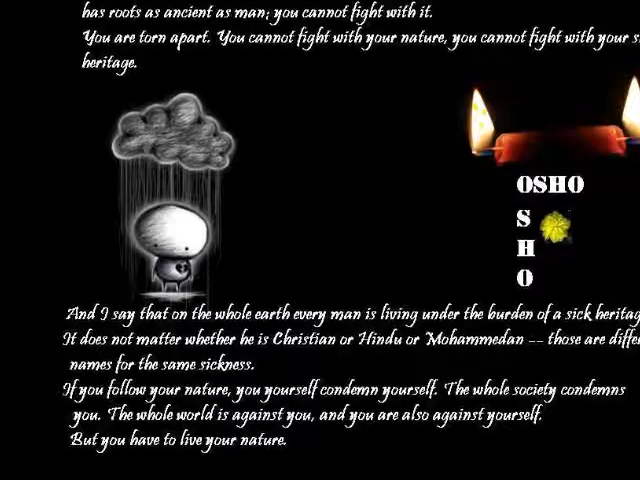 has roots as ancient as man; you cannot fight with it.
You are torn apart. You cannot fight with your nature, you cannot fight with your
heritage.
OSHO
S
H
O
And I say that on the whole earth every man is living under the burden of a sick
It does not matter whether he is Christian or Hindu or Mohammedan -- those are
names for the same sickness.
If you follow your nature, you yourself condemn yourself. The whole society condemns
you. The whole world is against you, and you are also against yourself.
But you have to live your nature.